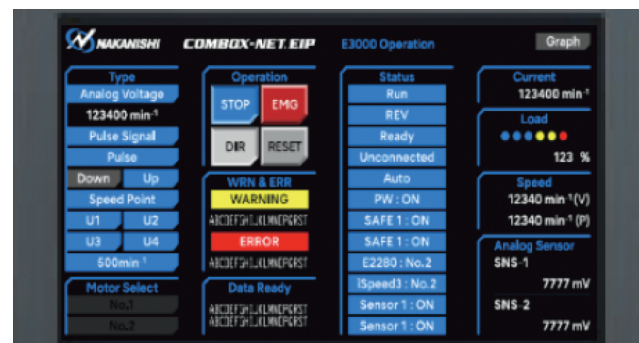 NAKANISHI COMBOX-NET.EIP E3000 Operation Graph
Type
Analog Voltage
123400 min⁻¹
Pulse Signal
Pulse
Down Up
Speed Point
U1 U2
U3 U4
500min⁻¹
Motor Select
No.1
No.2
Operation
STOP EMG
DIR RESET
WRN & ERR
WARNING
ERROR
Data Ready
Status
Run
REV
Ready
Unconnected
Auto
PW : ON
SAFE 1 : ON
SAFE 1 : ON
E2280 : No.2
iSpeed3 : No.2
Sensor 1 : ON
Sensor 1 : ON
Current
123400 min⁻¹
Load
123 %
Speed
12340 min⁻¹ (V)
12340 min⁻¹ (P)
Analog Sensor
SNS-1
7777 mV
SNS-2
7777 mV